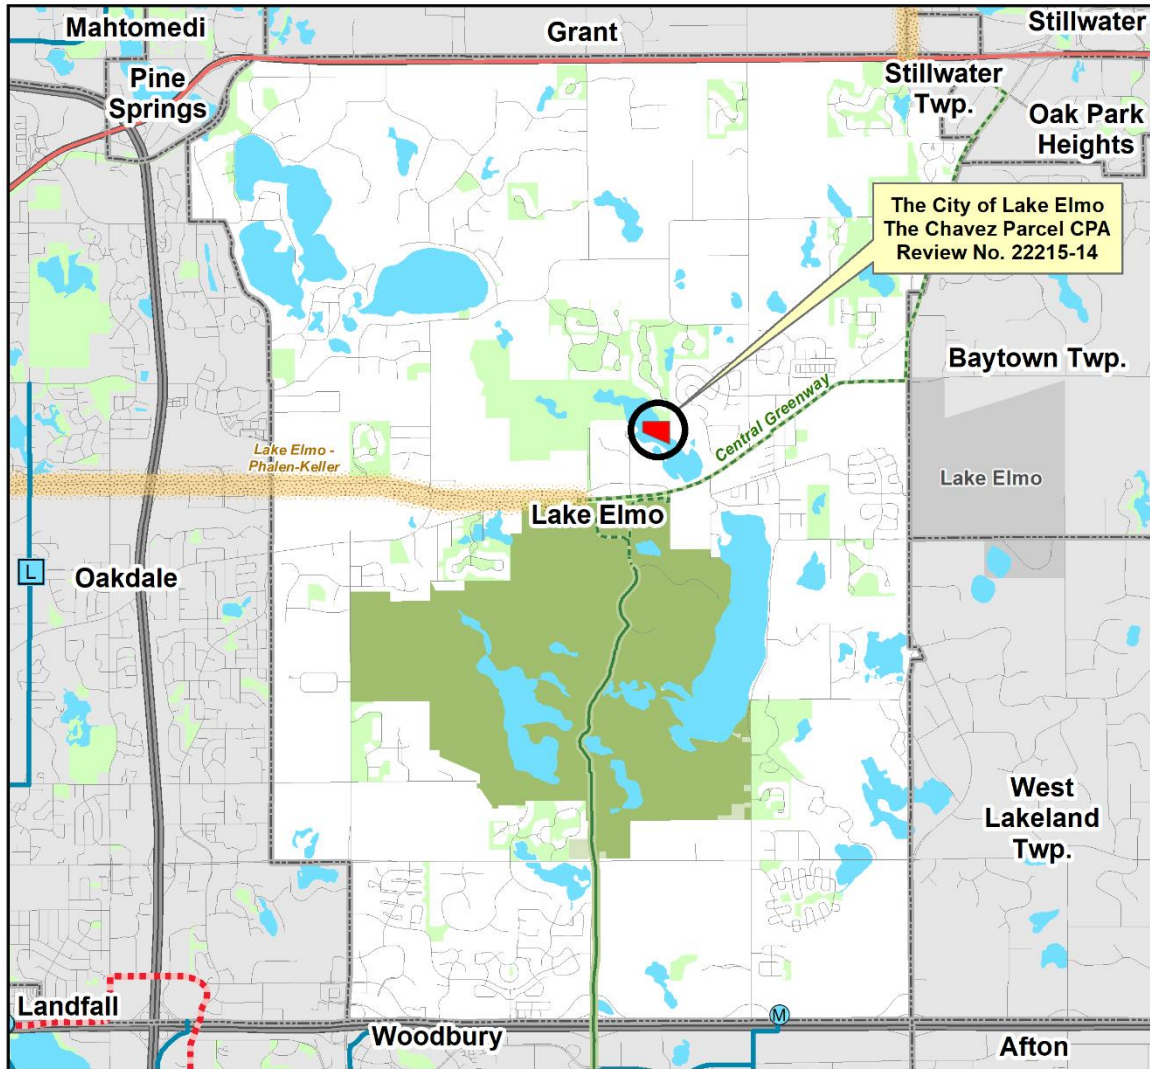 Mahtomedi
Grant
Stillwater
Pine
Springs
Stillwater
Twp.
Oak Park
Heights
The City of Lake Elmo
The Chavez Parcel CPA
Review No. 22215-14
Baytown Twp.
Central Greenway
Lake Elmo -
Phalen-Keller
Lake Elmo
Lake Elmo
L
Oakdale
West
Lakeland
Twp.
Landfall
M
Woodbury
Afton